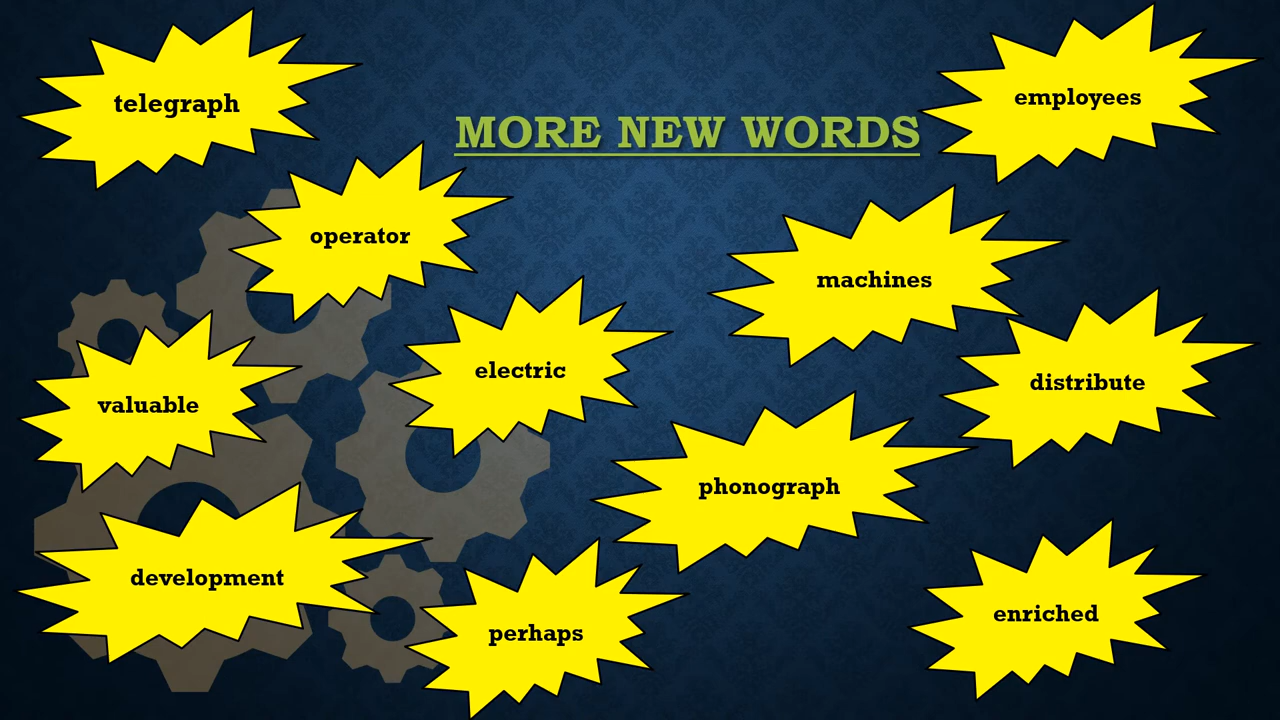 telegraph
employees
MORE NEW WORDS
operator
machines
electric
distribute
valuable
phonograph
development
enriched
perhaps